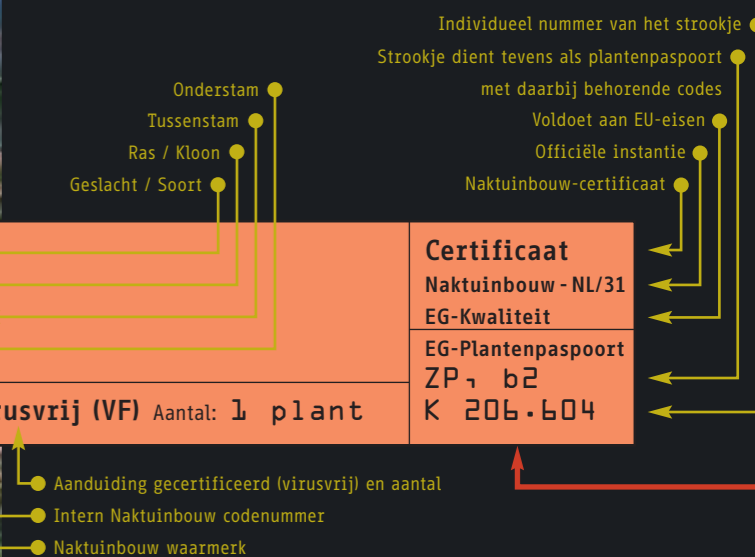 Individueel nummer van het strookje
Strookje dient tevens als plantenpaspoort
met daarbij behorende codes
Voldoet aan EU-eisen
Officiële instantie
Naktuinbouw-certificaat
Onderstam
Tussenstam
Ras / Kloon
Geslacht / Soort
Certificaat
Naktuinbouw - NL/31
EG-Kwaliteit
EG-Plantenpaspoort
ZP, b2
K 206.604
rusvrij (VF) Aantal: 1 plant
Aanduiding gecertificeerd (virusvrij) en aantal
Intern Naktuinbouw codenummer
Naktuinbouw waarmerk